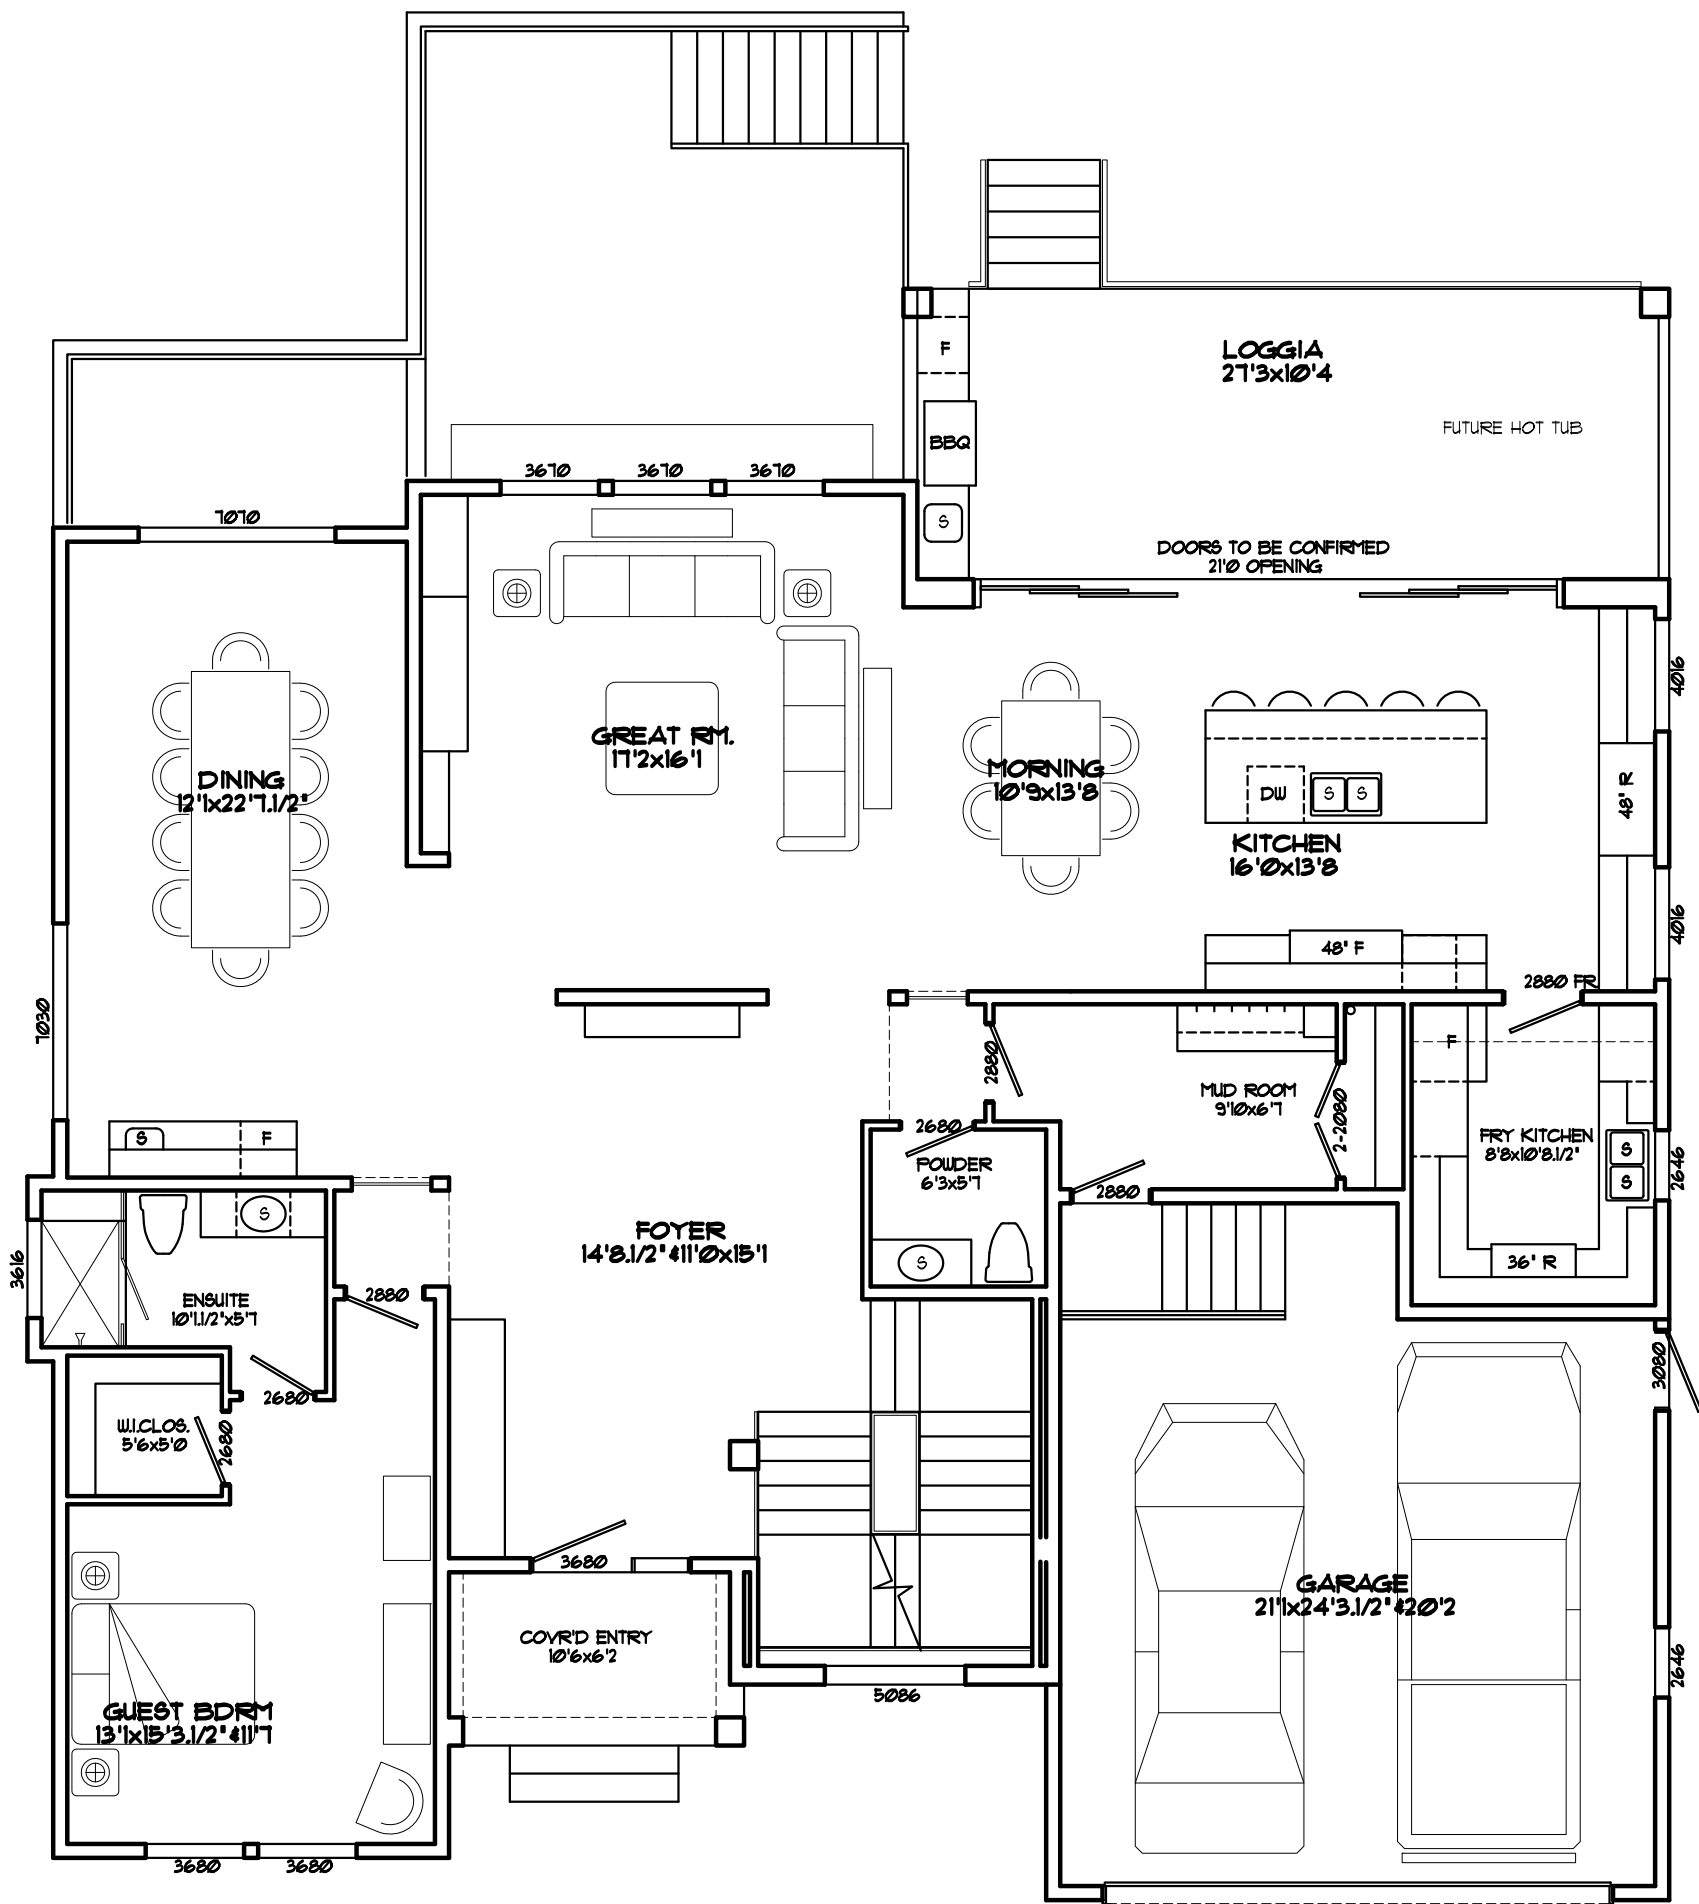 LOGGIA
27'3x10'4
F
FUTURE HOT TUB
BBQ
3670
3670
3670
S
7070
DOORS TO BE CONFIRMED
21'0 OPENING
4016
GREAT RM.
17'2x16'1
DINING
12'1x22'7.1/2"
MORNING
10'9x13'8
DW
S
S
48" R
KITCHEN
16'0x13'8
4016
48" F
2880 FR
7030
F
2880
MUD ROOM
9'10x6'7
2-2080
2680
FRY KITCHEN
8'8x10'8.1/2"
S
S
2646
S
F
POWDER
6'3x5'7
2880
S
FOYER
14'8.1/2"&11'0x15'1
S
36" R
3616
ENSUITE
10'1.1/2"x5'7
2880
3080
2680
W.I.CLOS.
5'6x5'0
2680
3680
GARAGE
21'1x24'3.1/2"&20'2
COVR'D ENTRY
10'6x6'2
2646
5086
GUEST BDRM
13'1x15'3.1/2"&11'7
3680
3680